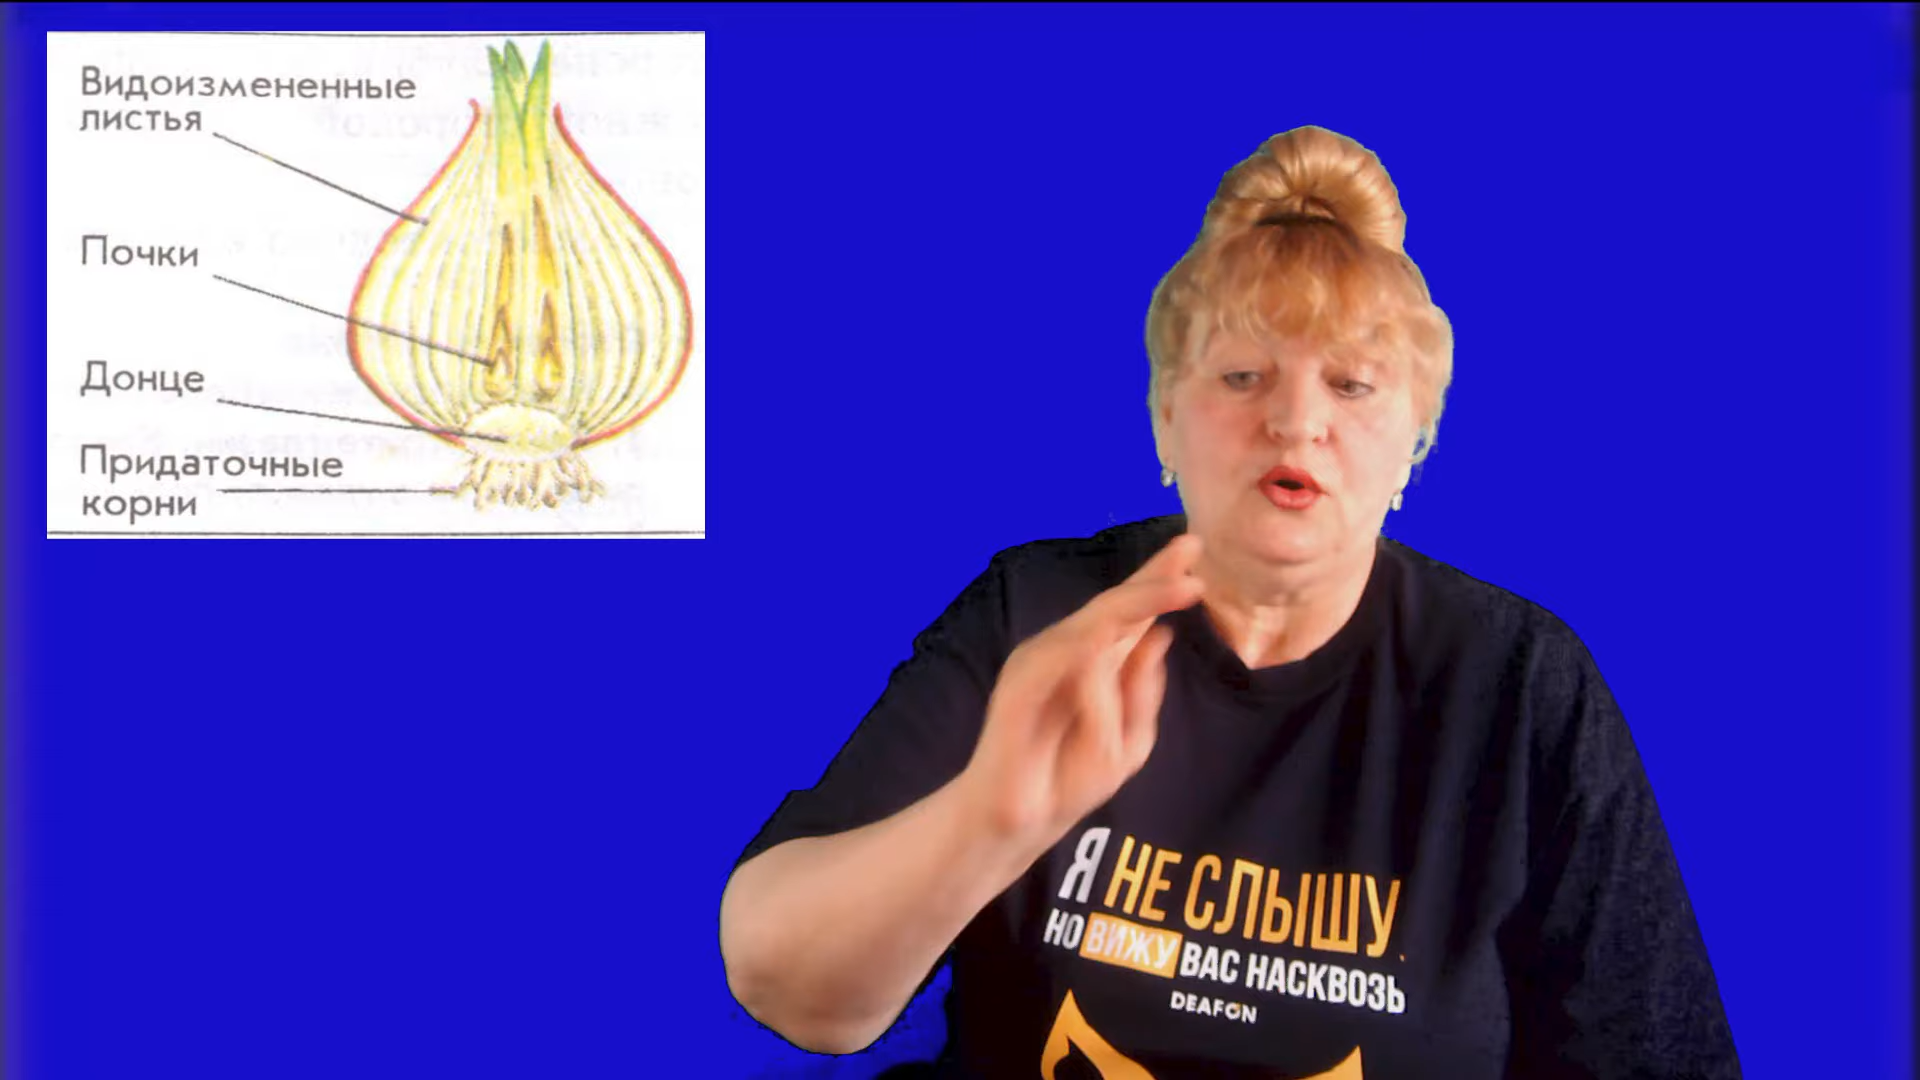 Видоизмененные
листья
Почки
Донце
Придаточные
корни
Я НЕ СЛЫШУ,
НО ВИЖУ ВАС НАСКВОЗЬ
DEAFON